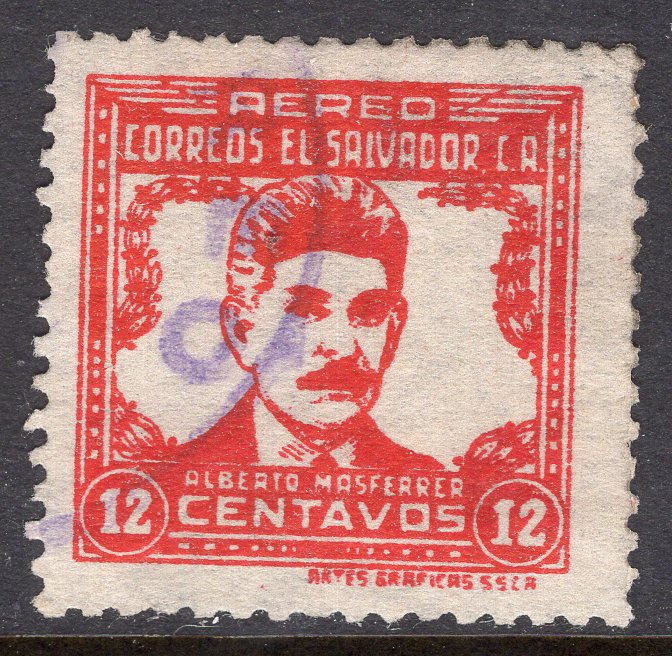 AEREO
CORREOS EL SALVADOR, C.A.
ALBERTO MASFERRER
12 CENTAVOS 12
ARTES GRAFICAS S.S.C.A